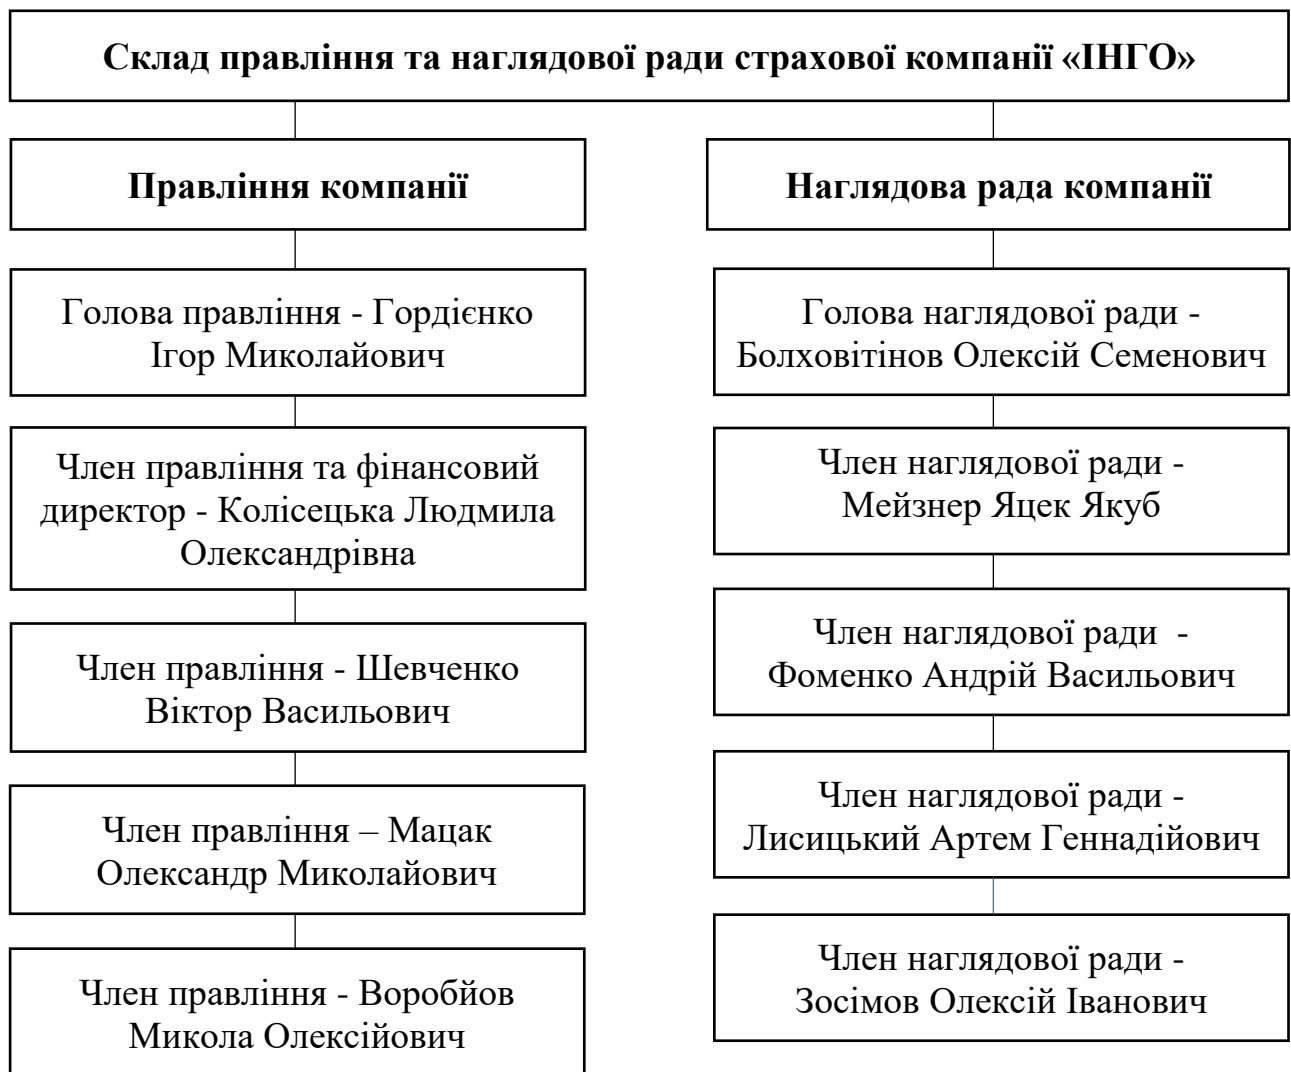 Склад правління та наглядової ради страхової компанії «ІНГО»
Правління компанії
Голова правління - Гордієнко
Ігор Миколайович
Член правління та фінансовий
директор - Колісецька Людмила
Олександрівна
Член правління - Шевченко
Віктор Васильович
Член правління – Мацак
Олександр Миколайович
Член правління - Воробйов
Микола Олексійович
Наглядова рада компанії
Голова наглядової ради -
Болховітінов Олексій Семенович
Член наглядової ради -
Мейзнер Яцек Якуб
Член наглядової ради  -
Фоменко Андрій Васильович
Член наглядової ради -
Лисицький Артем Геннадійович
Член наглядової ради -
Зосімов Олексій Іванович